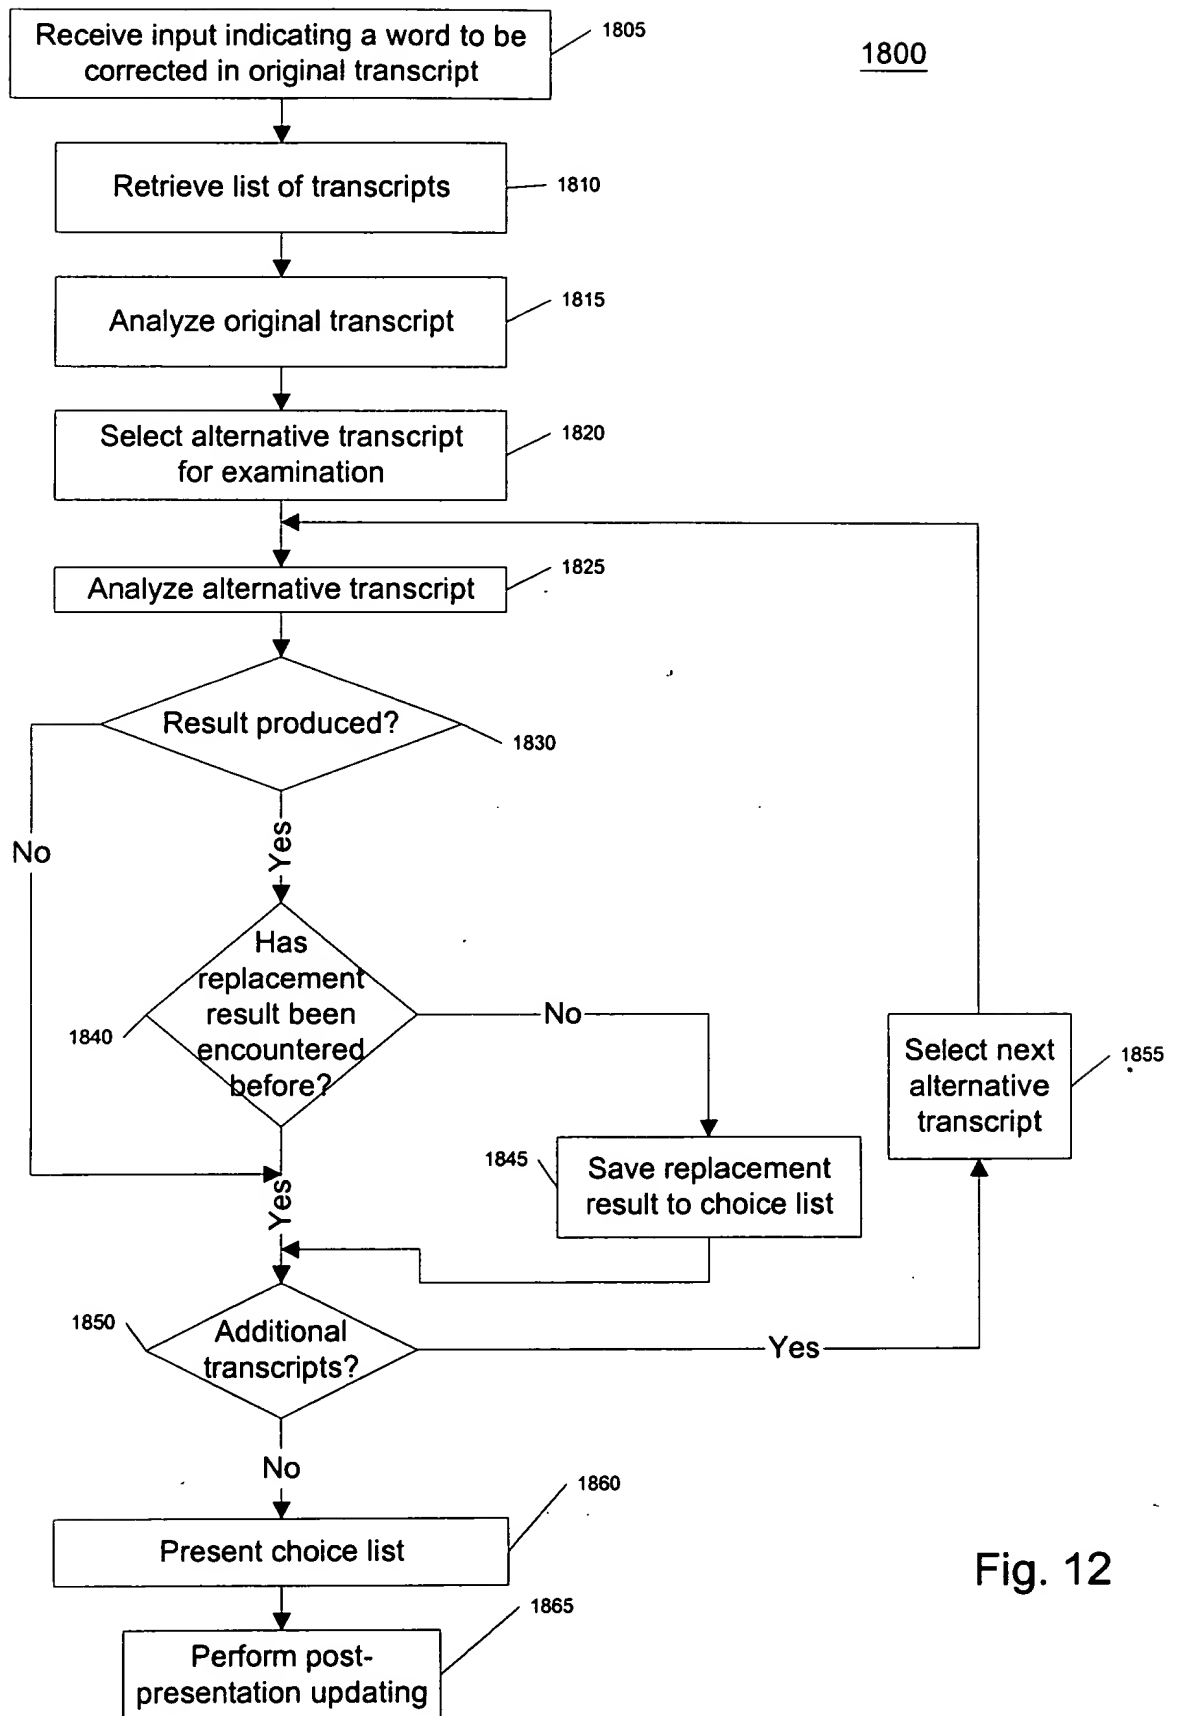 Receive input indicating a word to be
corrected in original transcript
1805
1800
Retrieve list of transcripts
1810
Analyze original transcript
1815
Select alternative transcript
for examination
1820
Analyze alternative transcript
1825
Result produced?
1830
No
Yes
Has
replacement
result been
encountered
before?
1840
No
Select next
alternative
transcript
1855
1845
Save replacement
result to choice list
Yes
1850
Additional
transcripts?
Yes
No
1860
Present choice list
Fig. 12
1865
Perform post-
presentation updating